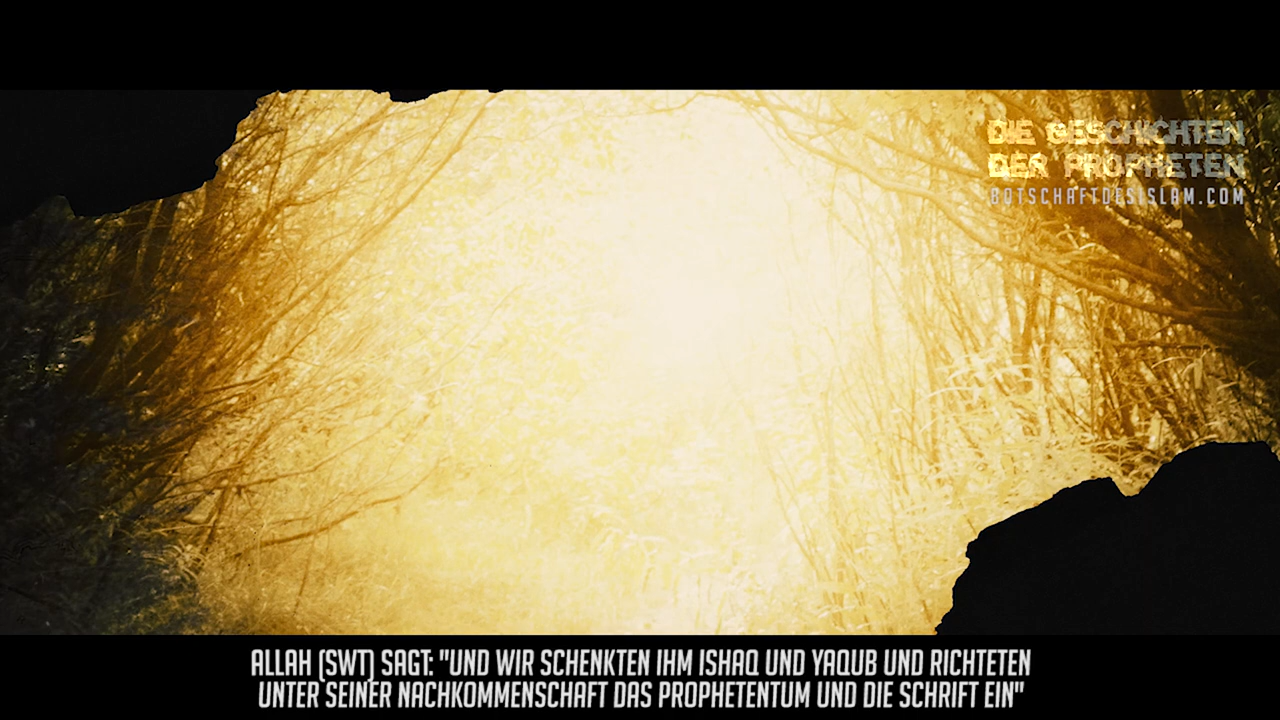 DIE GESCHICHTEN
DER PROPHETEN
BOTSCHAFTDESISLAM.COM
ALLAH (SWT) SAGT: "UND WIR SCHENKTEN IHM ISHAQ UND YAQUB UND RICHTETEN
UNTER SEINER NACHKOMMENSCHAFT DAS PROPHETENTUM UND DIE SCHRIFT EIN"